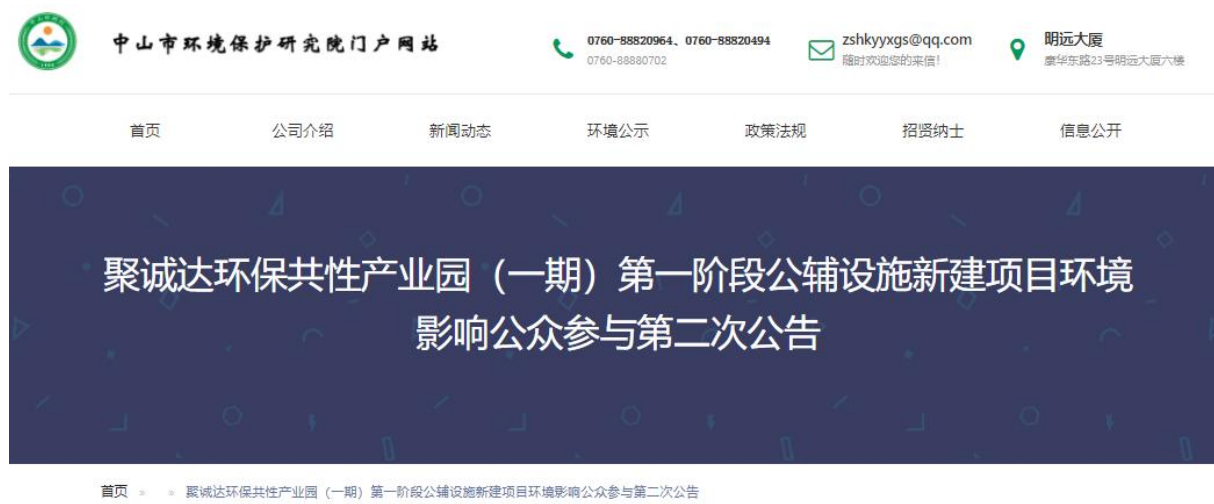 中山市环境保护研究院门户网站
0760-88820964、0760-88820494
0760-88880702
zshkyyxgs@qq.com
随时欢迎您的来信!
明远大厦
康华东路23号明远大厦六楼
首页 公司介绍 新闻动态 环境公示 政策法规 招贤纳士 信息公开
聚诚达环保共性产业园（一期）第一阶段公辅设施新建项目环境
影响公众参与第二次公告
首页 » » 聚诚达环保共性产业园（一期）第一阶段公辅设施新建项目环境影响公众参与第二次公告